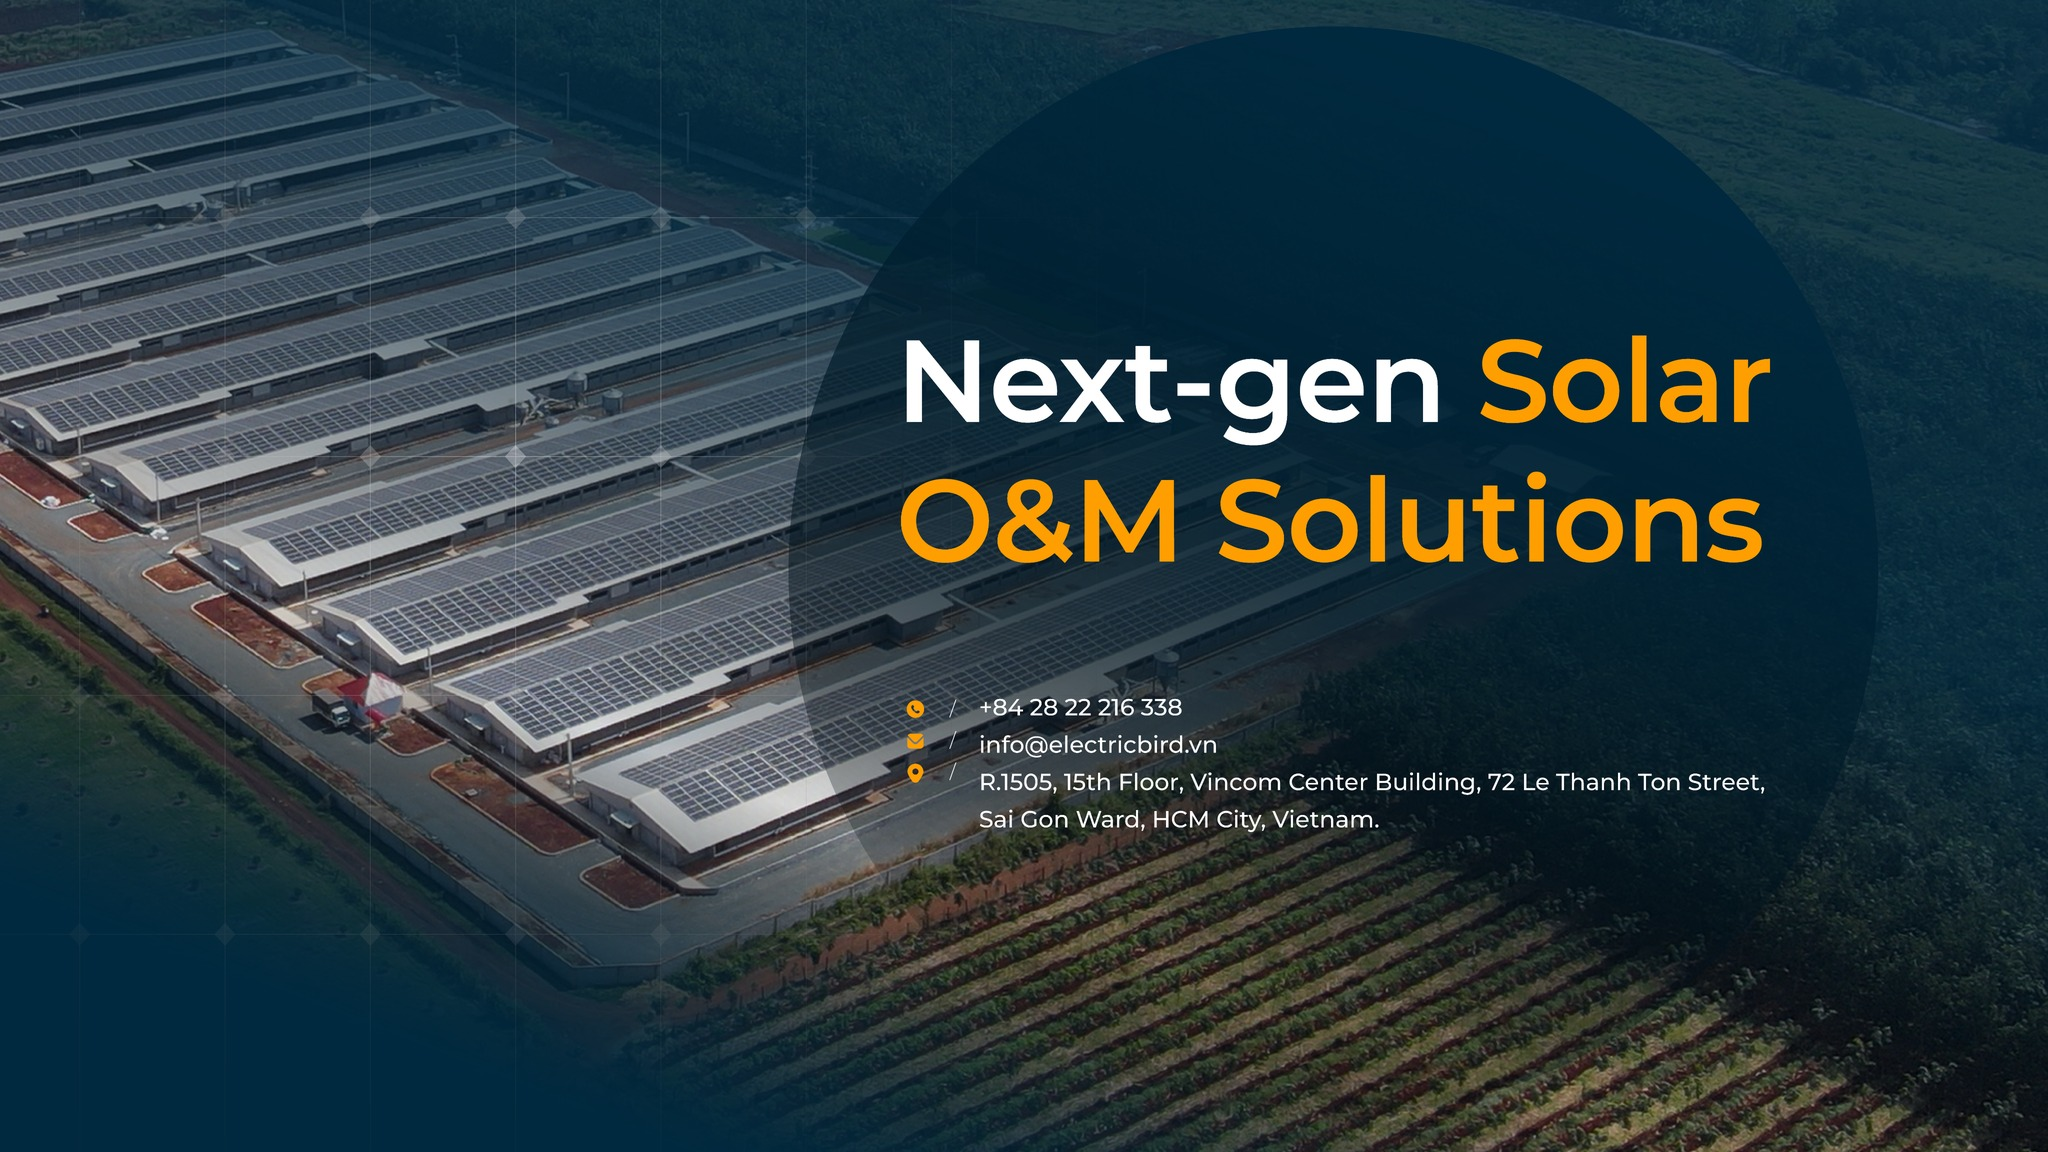 Next-gen Solar
O&M Solutions
+84 28 22 216 338
info@electricbird.vn
R.1505, 15th Floor, Vincom Center Building, 72 Le Thanh Ton Street,
Sai Gon Ward, HCM City, Vietnam.